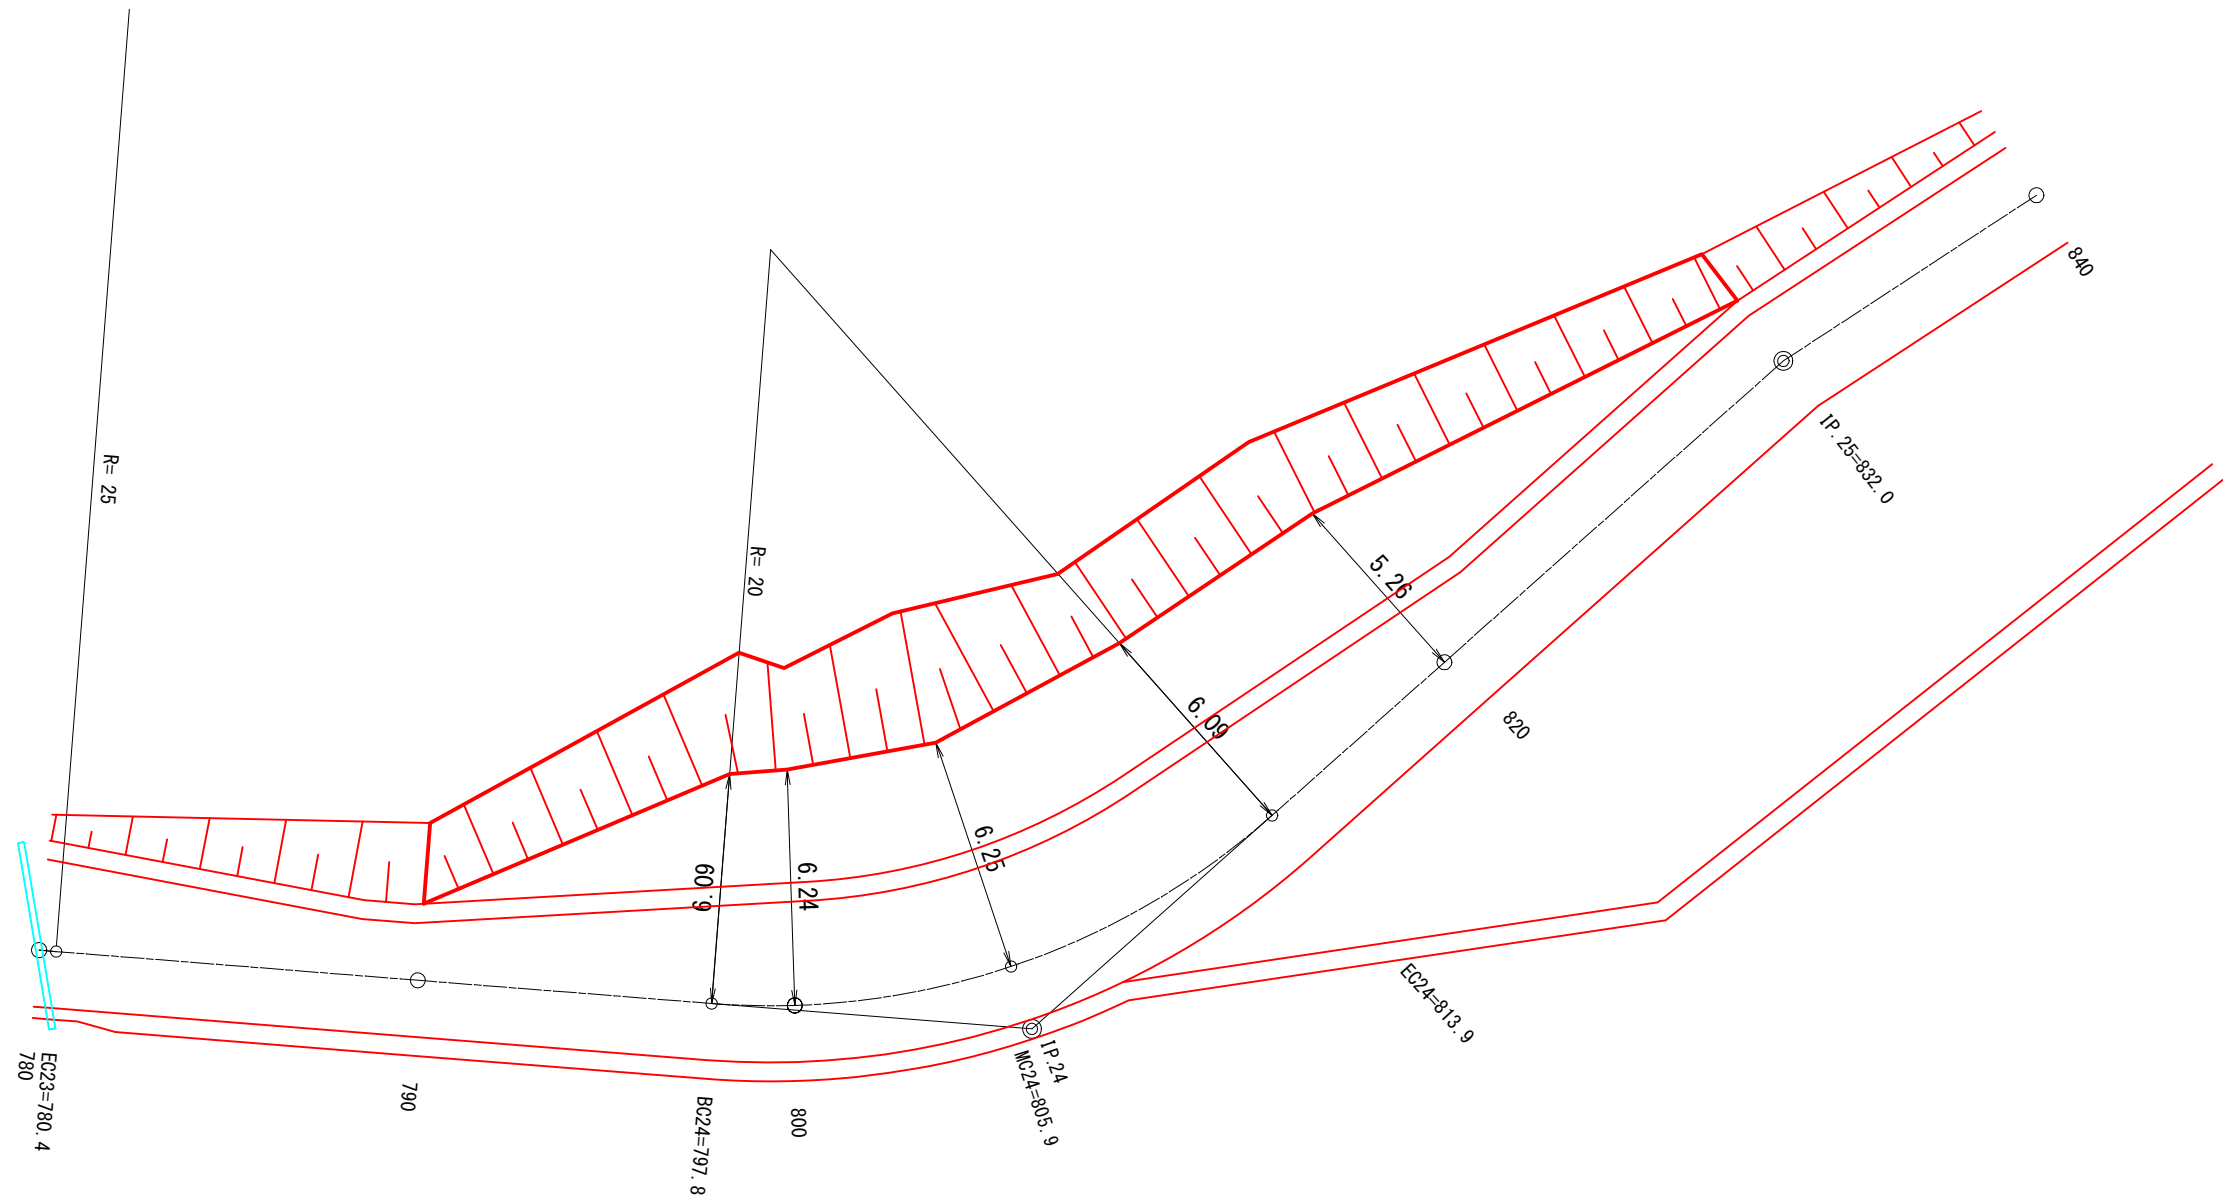 R= 25
R= 20
840
IP.25=832.0
5.26
6.09
820
6.25
6.24
6.09
EC24=813.9
IP.24
MC24=805.9
800
BC24=797.8
790
EC23=780.4
780